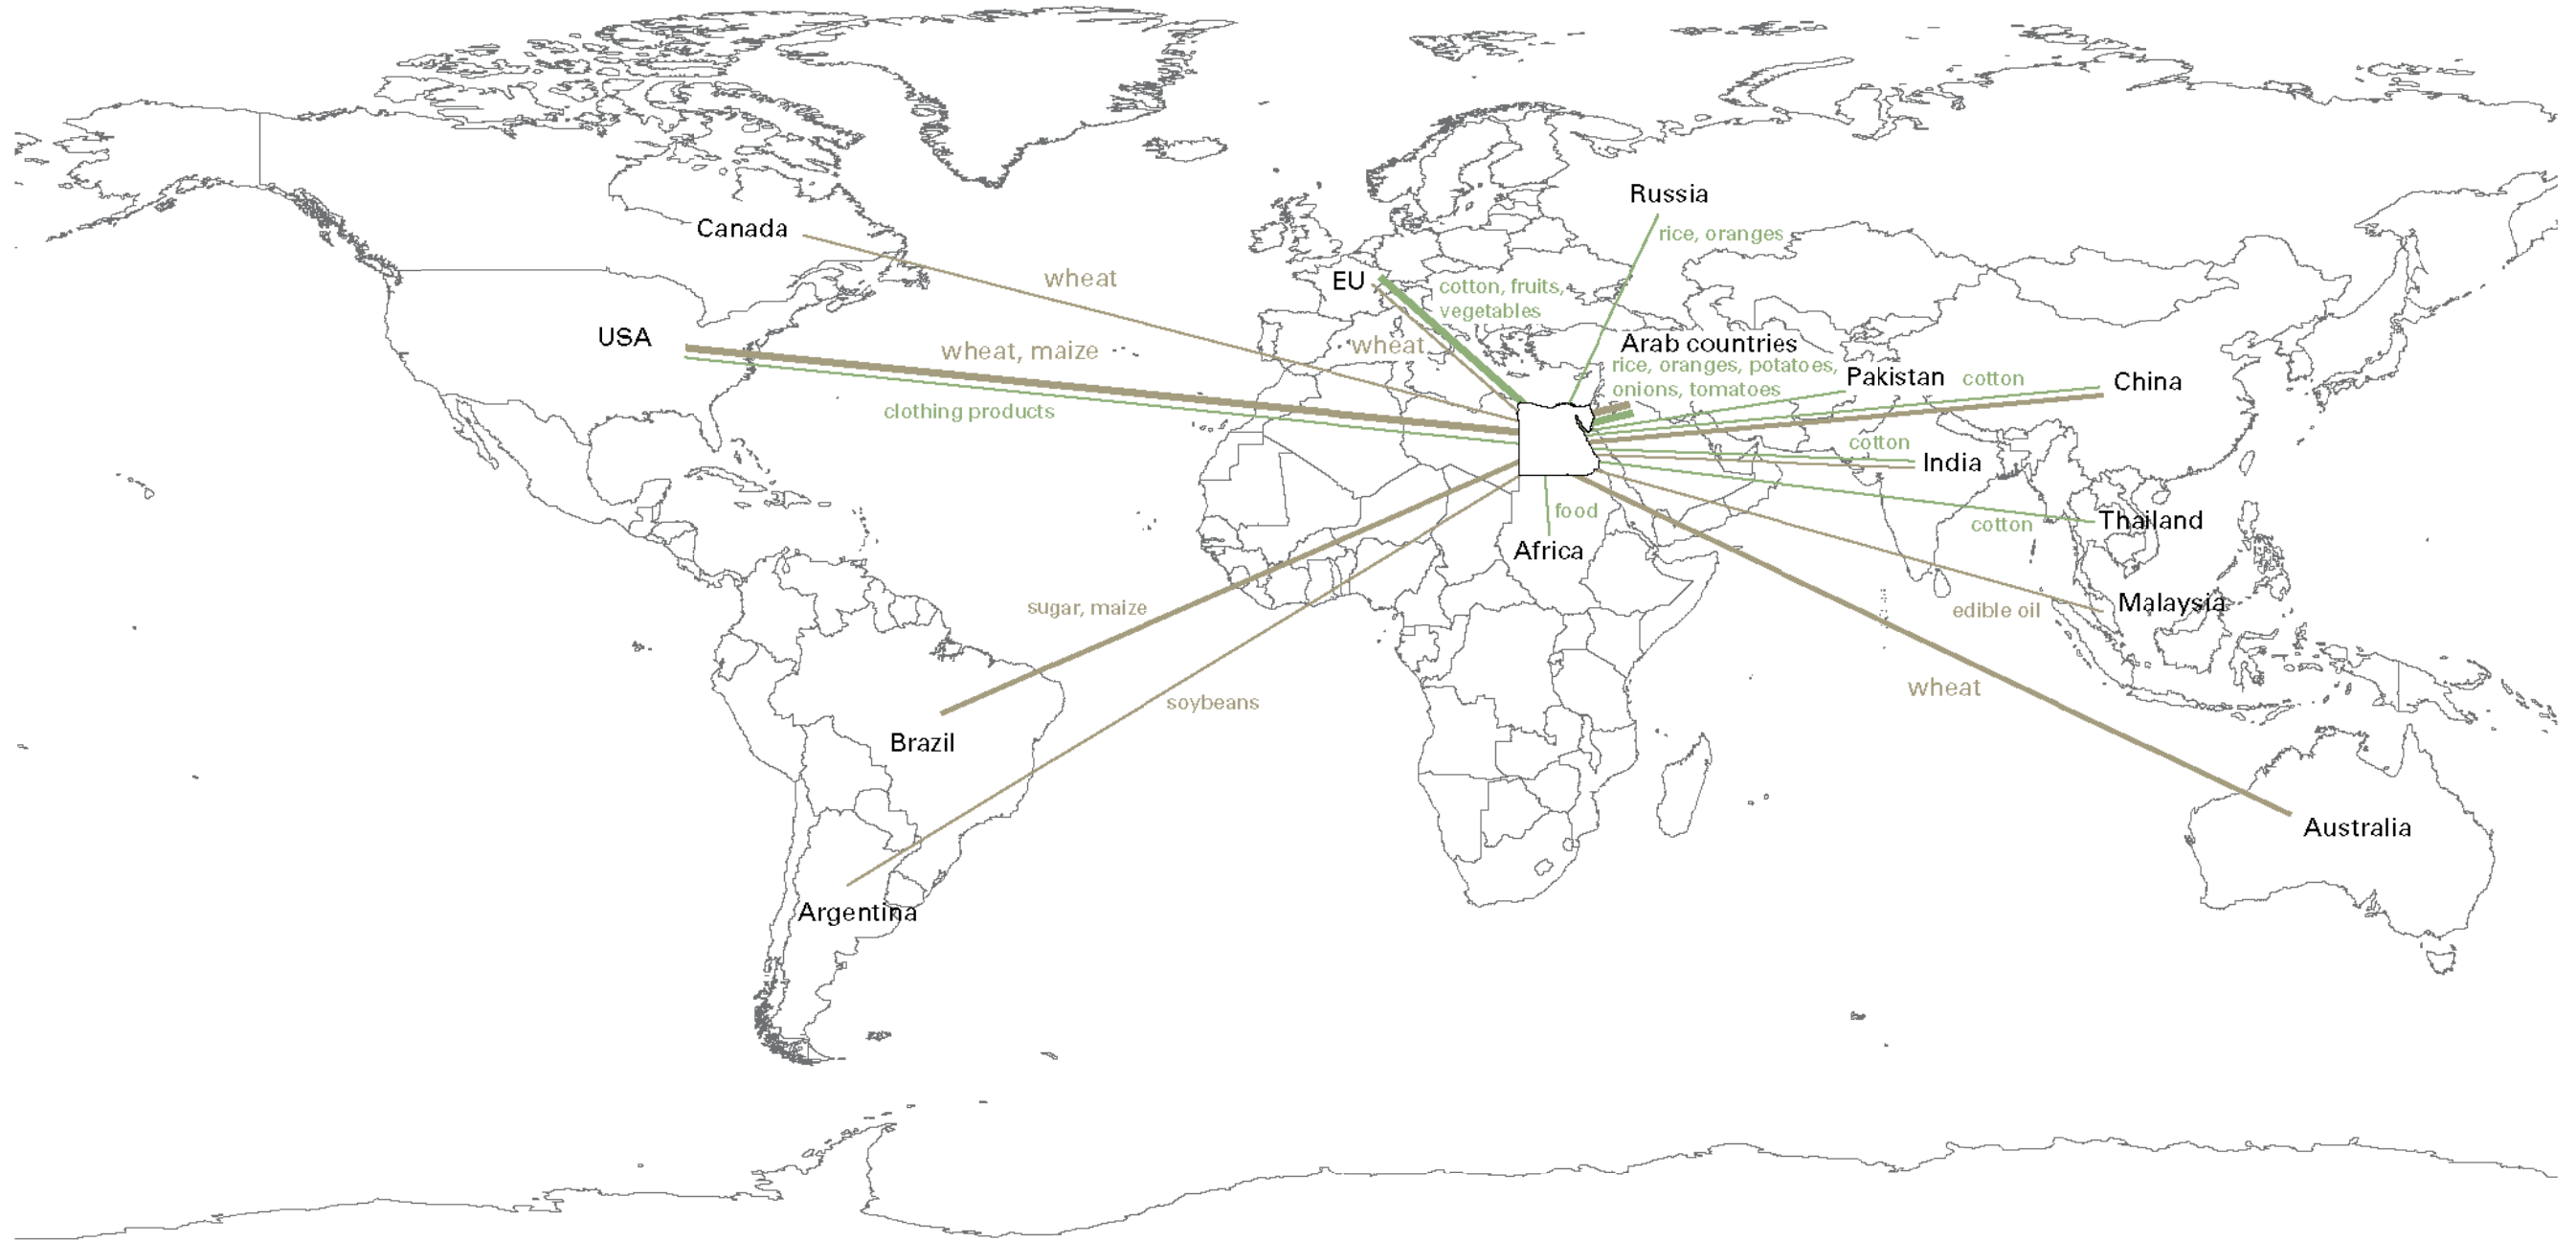 Russia
rice, oranges
Canada
wheat
EU
cotton, fruits,
vegetables
USA
wheat, maize
wheat
Arab countries
rice, oranges, potatoes,
onions, tomatoes
Pakistan
cotton
China
clothing products
cotton
India
food
cotton
Thailand
Africa
sugar, maize
edible oil
Malaysia
wheat
soybeans
Brazil
Australia
Argentina